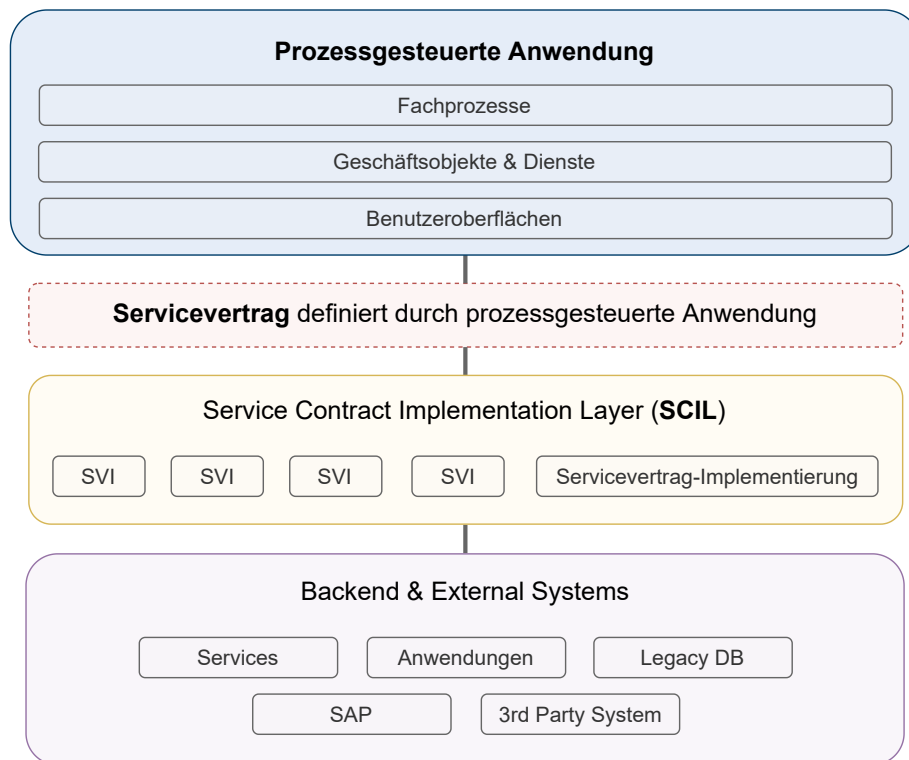 Prozessgesteuerte Anwendung
Fachprozesse
Geschäftsobjekte & Dienste
Benutzeroberflächen
Servicevertrag definiert durch prozessgesteuerte Anwendung
Service Contract Implementation Layer (SCIL)
SVI SVI SVI SVI Servicevertrag-Implementierung
Backend & External Systems
Services Anwendungen Legacy DB
SAP 3rd Party System